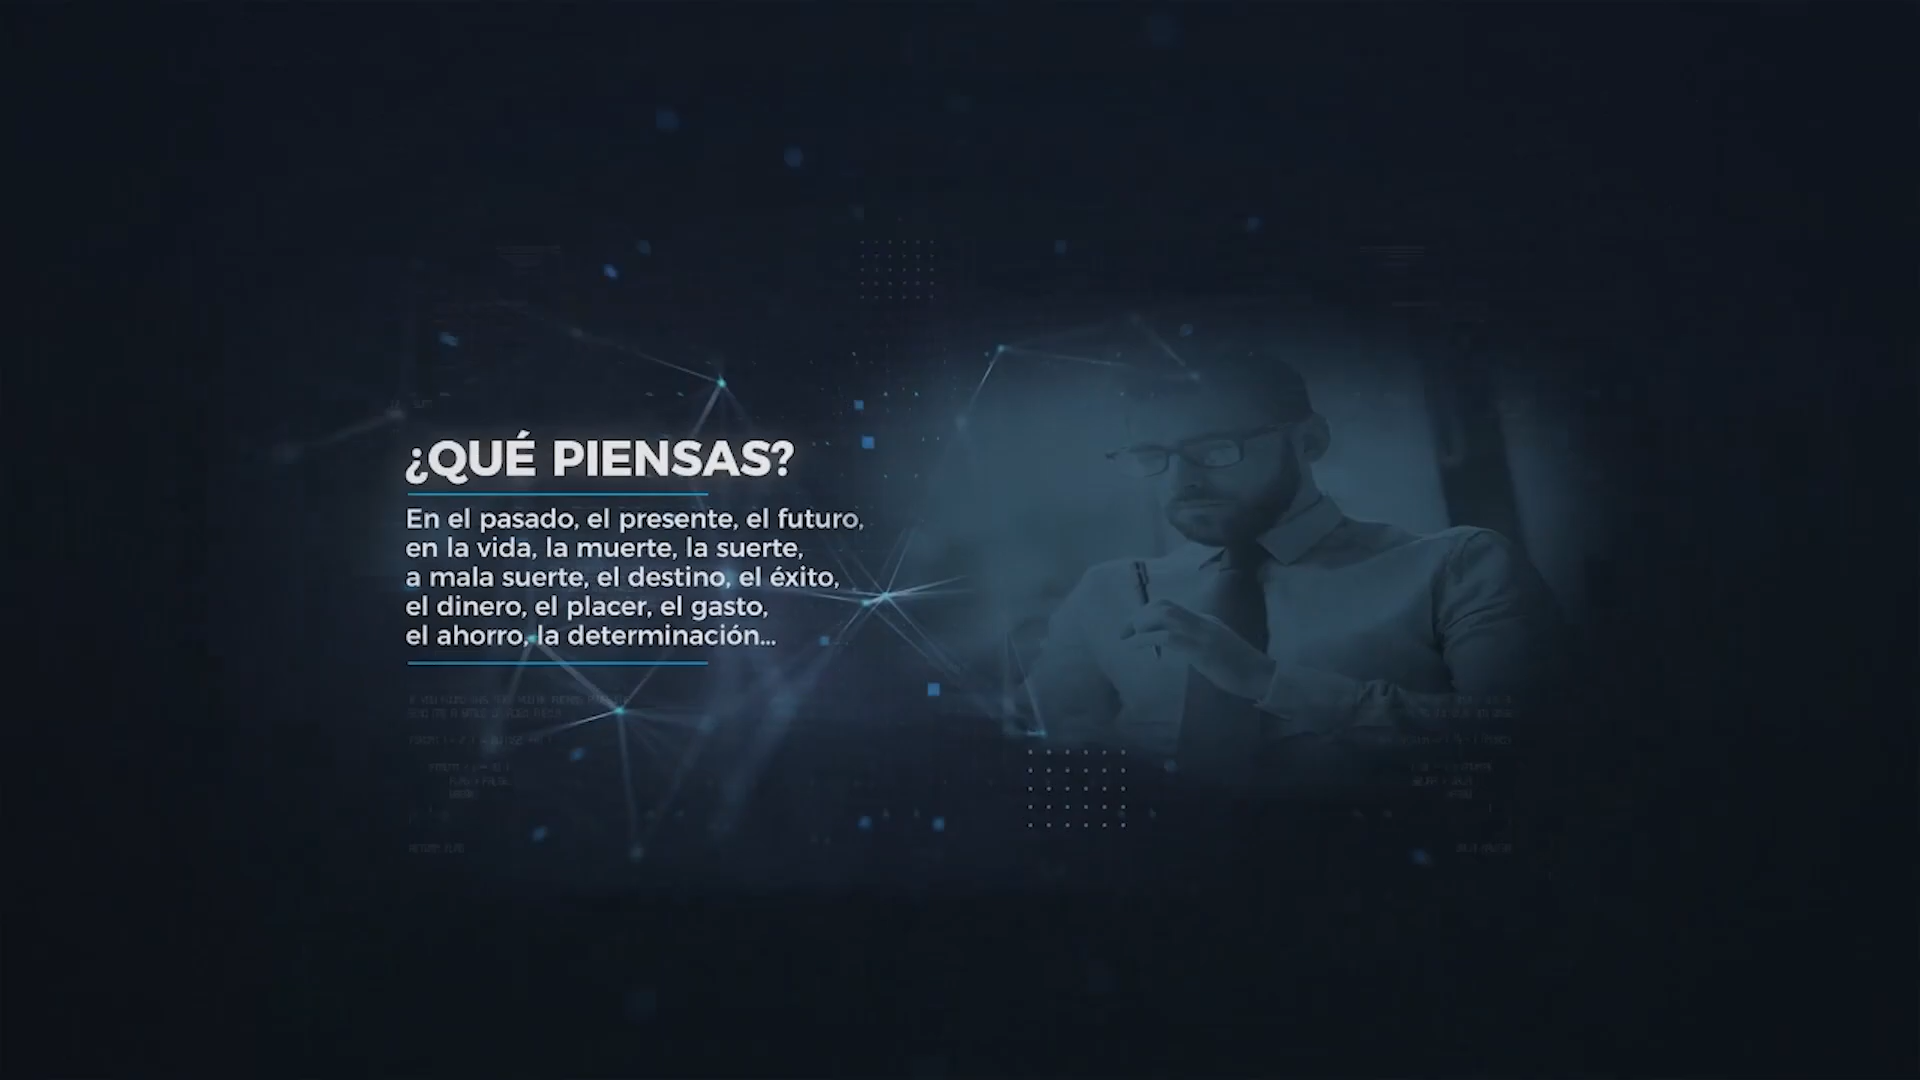 ¿QUÉ PIENSAS?
En el pasado, el presente, el futuro,
en la vida, la muerte, la suerte,
a mala suerte, el destino, el éxito,
el dinero, el placer, el gasto,
el ahorro, la determinación...